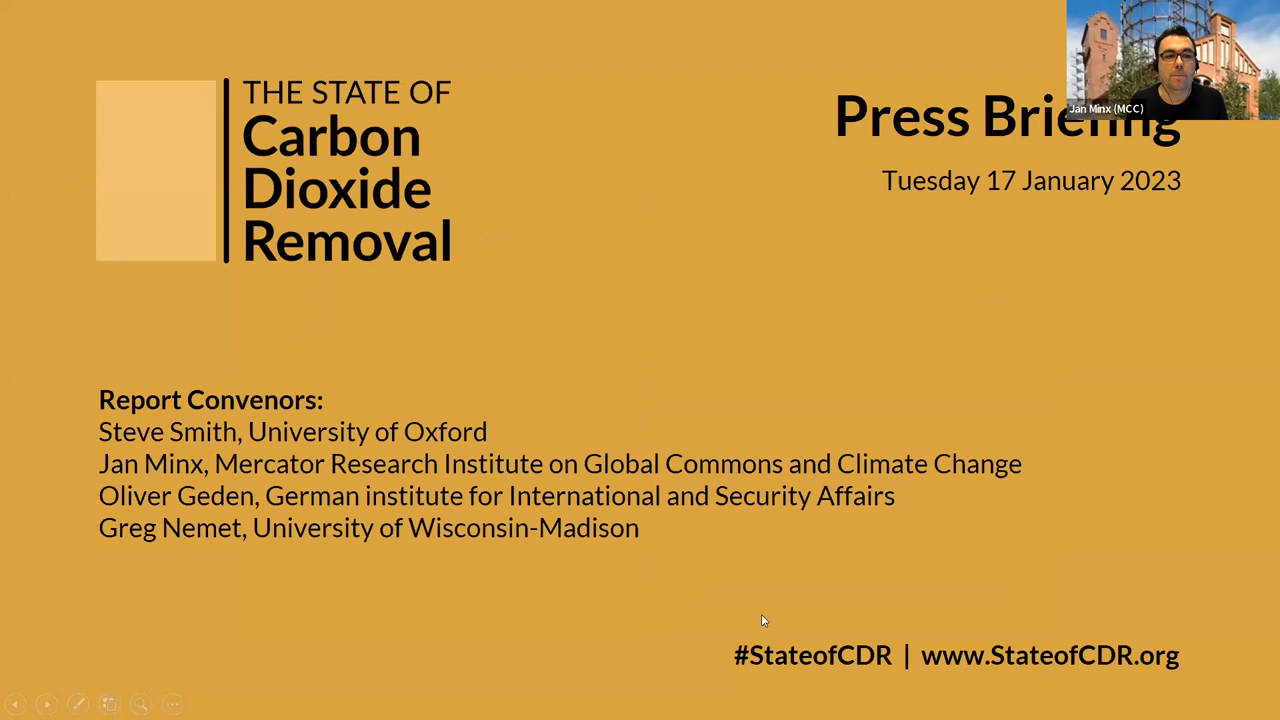 THE STATE OF
Carbon
Dioxide
Removal
Press Briefing
Tuesday 17 January 2023
Jan Minx (MCC)
Report Convenors:
Steve Smith, University of Oxford
Jan Minx, Mercator Research Institute on Global Commons and Climate Change
Oliver Geden, German institute for International and Security Affairs
Greg Nemet, University of Wisconsin-Madison
#StateofCDR | www.StateofCDR.org